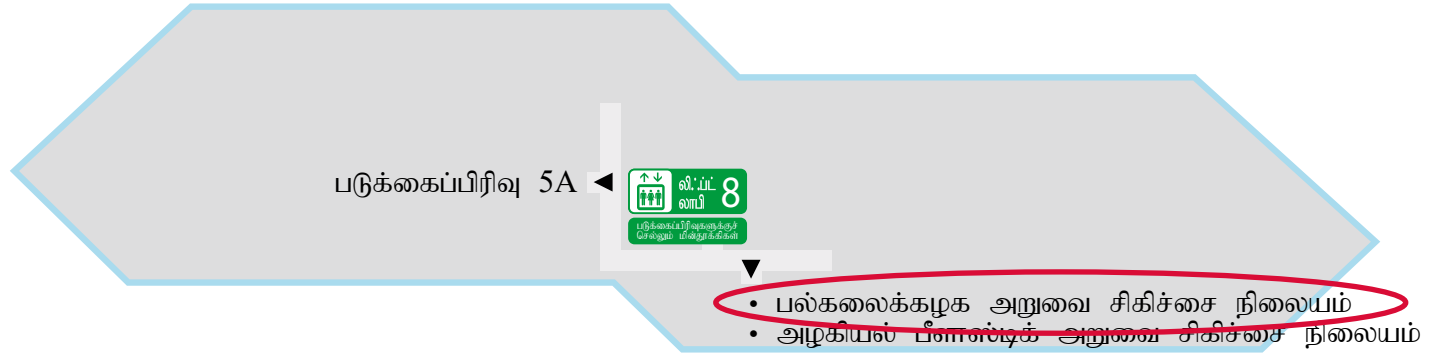 படுக்கைப்பிரிவு 5A
லிஃப்ட் லாபி 8
படுக்கைப்பிரிவுகளுக்குச்
செல்லும் மின்தூக்கிகள்
• பல்கலைக்கழக அறுவை சிகிச்சை நிலையம்
• அழகியல் பீளாஸ்டிக் அறுவை சிகிச்சை நிலையம்